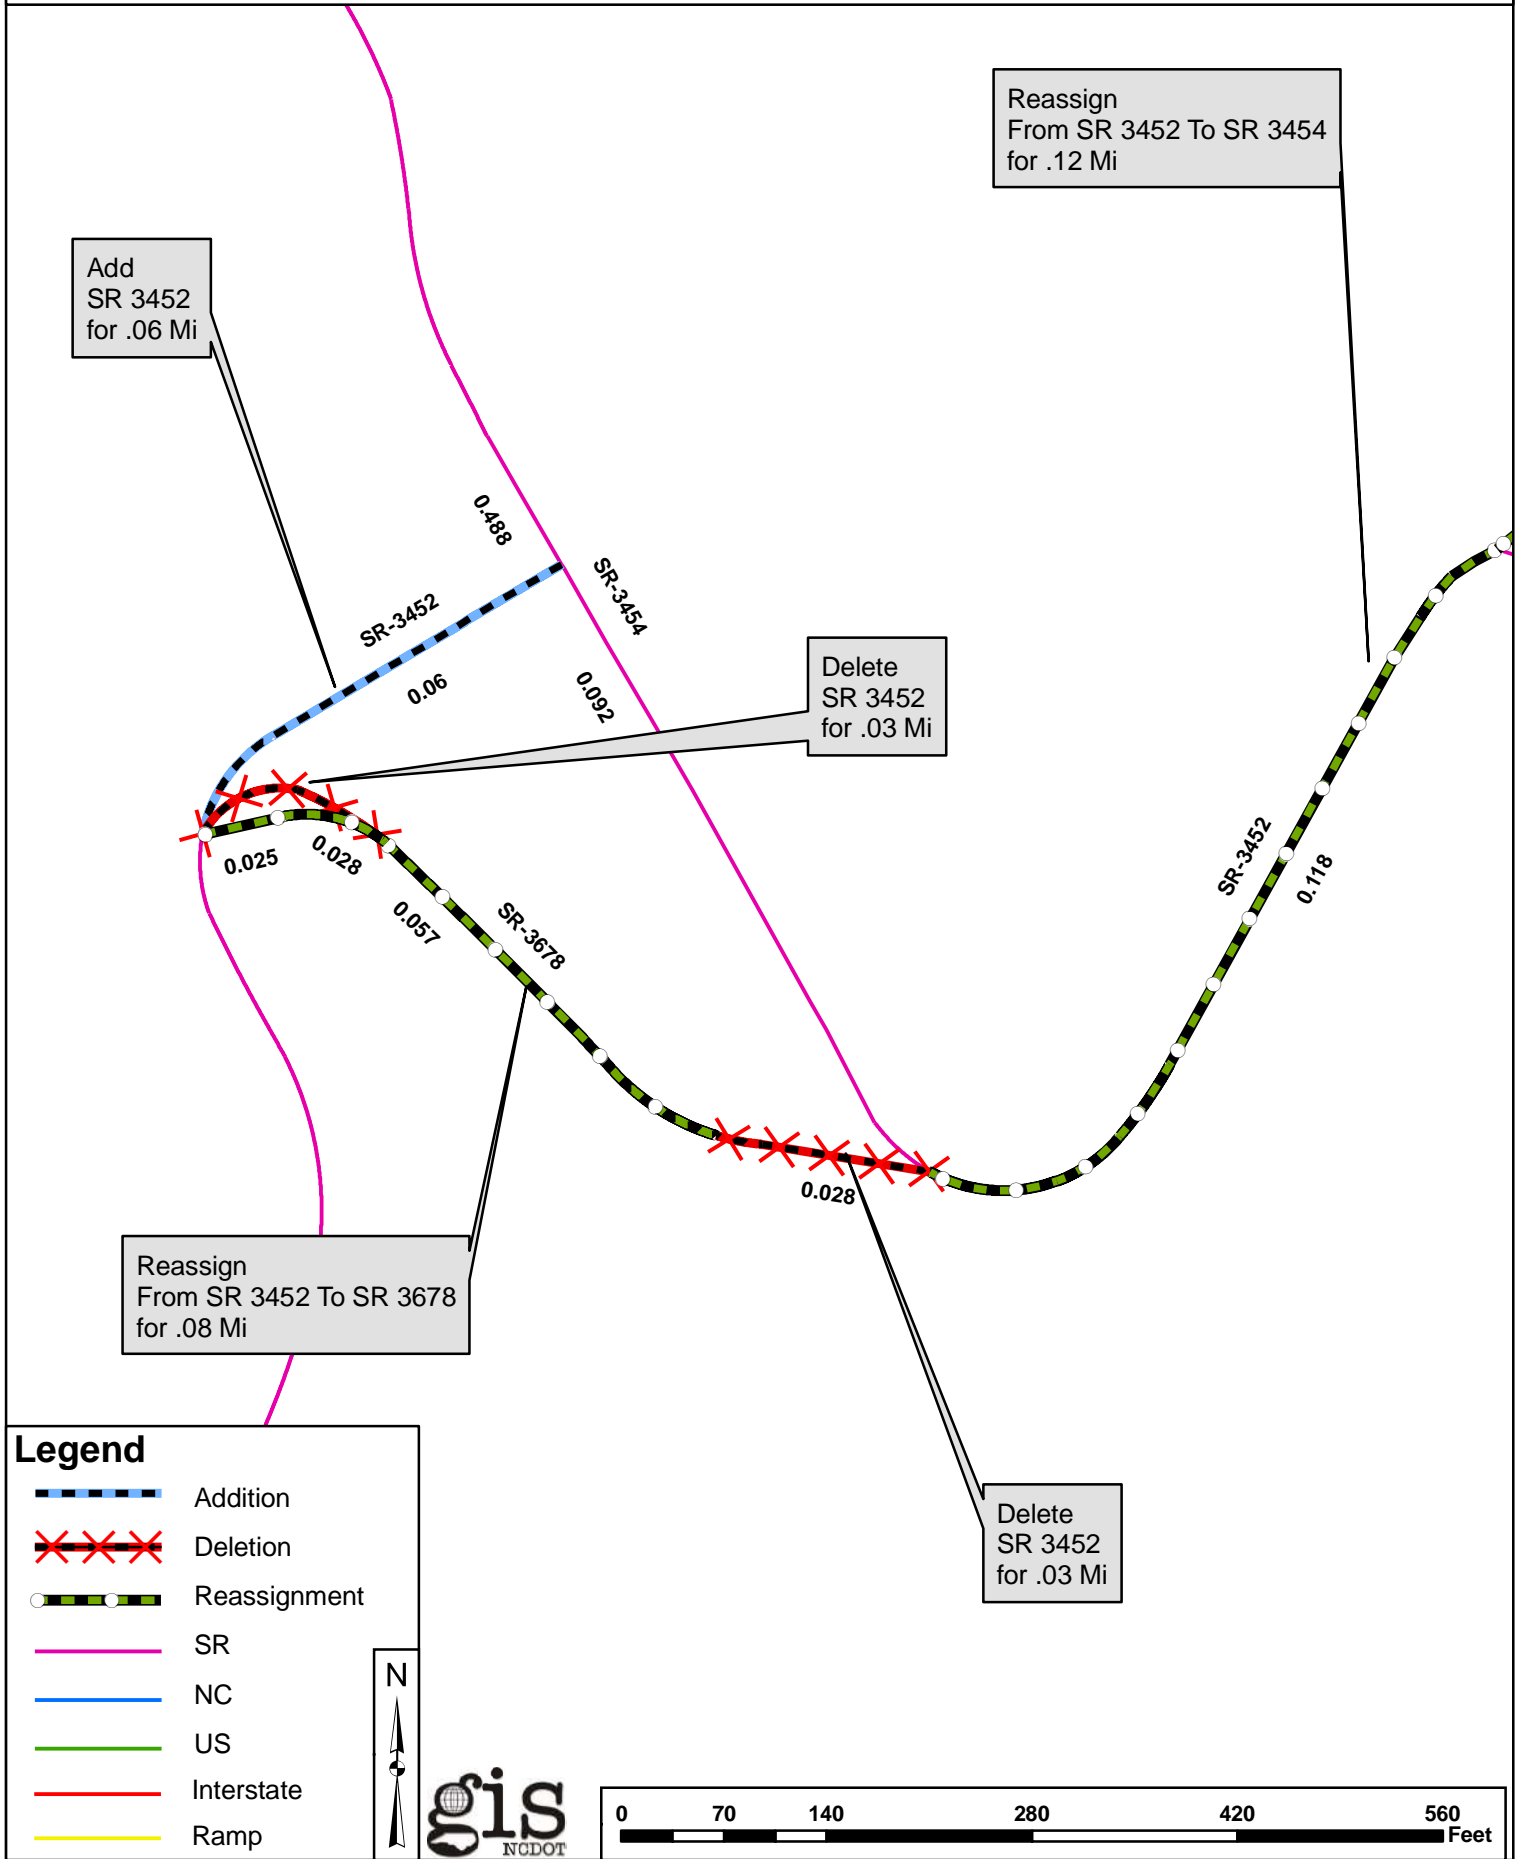 Reassign
From SR 3452 To SR 3454
for .12 Mi
Add
SR 3452
for .06 Mi
0.488
SR-3454
SR-3452
0.06
0.092
Delete
SR 3452
for .03 Mi
0.025
0.028
0.057
SR-3678
SR-3452
0.118
0.028
Reassign
From SR 3452 To SR 3678
for .08 Mi
Delete
SR 3452
for .03 Mi
Legend
Addition
Deletion
Reassignment
SR
NC
US
Interstate
Ramp
N
gis
NCDOT
0 70 140 280 420 560
Feet